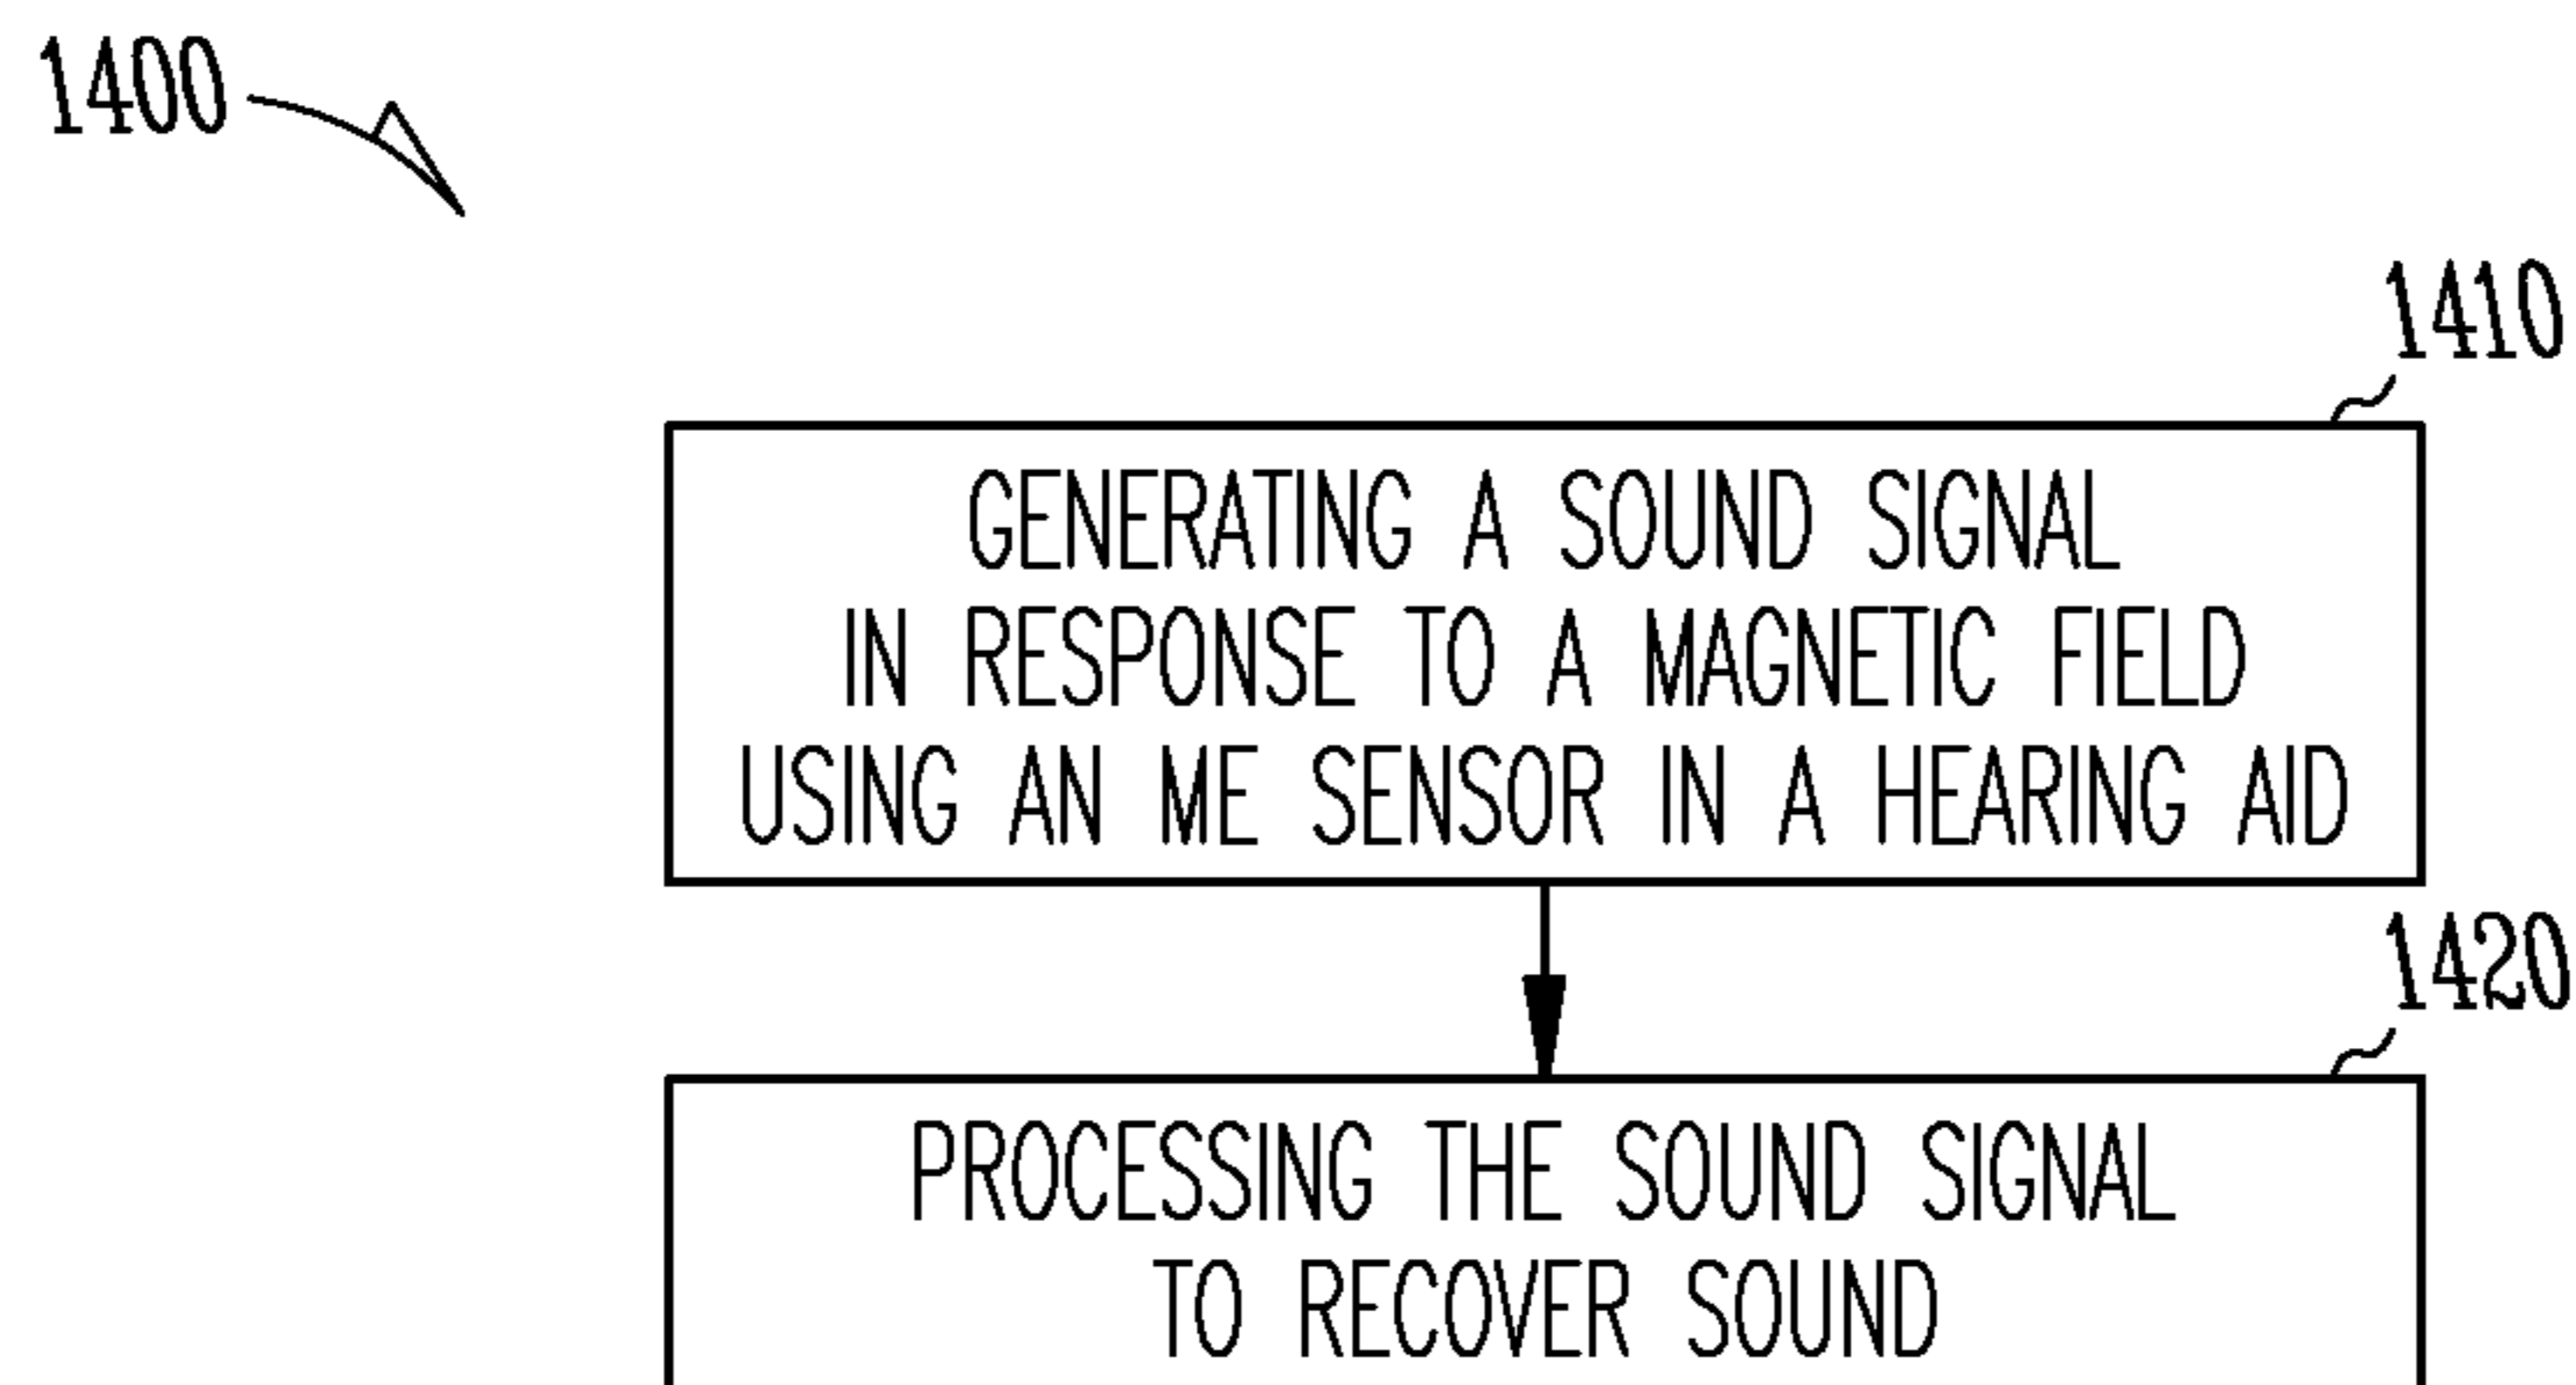 1400
1410
GENERATING A SOUND SIGNAL
IN RESPONSE TO A MAGNETIC FIELD
USING AN ME SENSOR IN A HEARING AID
1420
PROCESSING THE SOUND SIGNAL
TO RECOVER SOUND